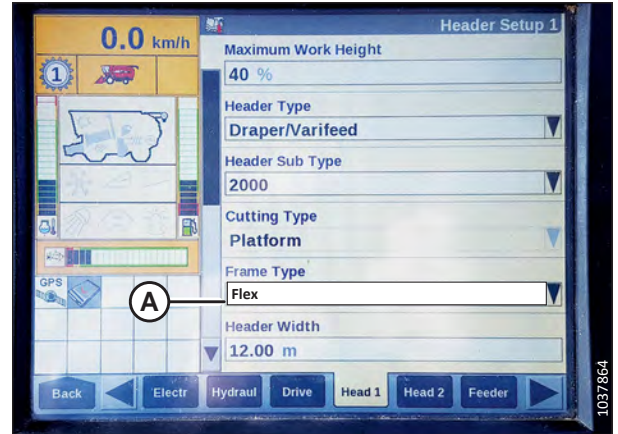 0.0 km/h
Header Setup 1
1
Maximum Work Height
40 %
Header Type
Draper/Varifeed
Header Sub Type
2000
Cutting Type
Platform
Frame Type
GPS
A
Flex
Header Width
12.00 m
Back
Electr
Hydraul
Drive
Head 1
Head 2
Feeder
1037864